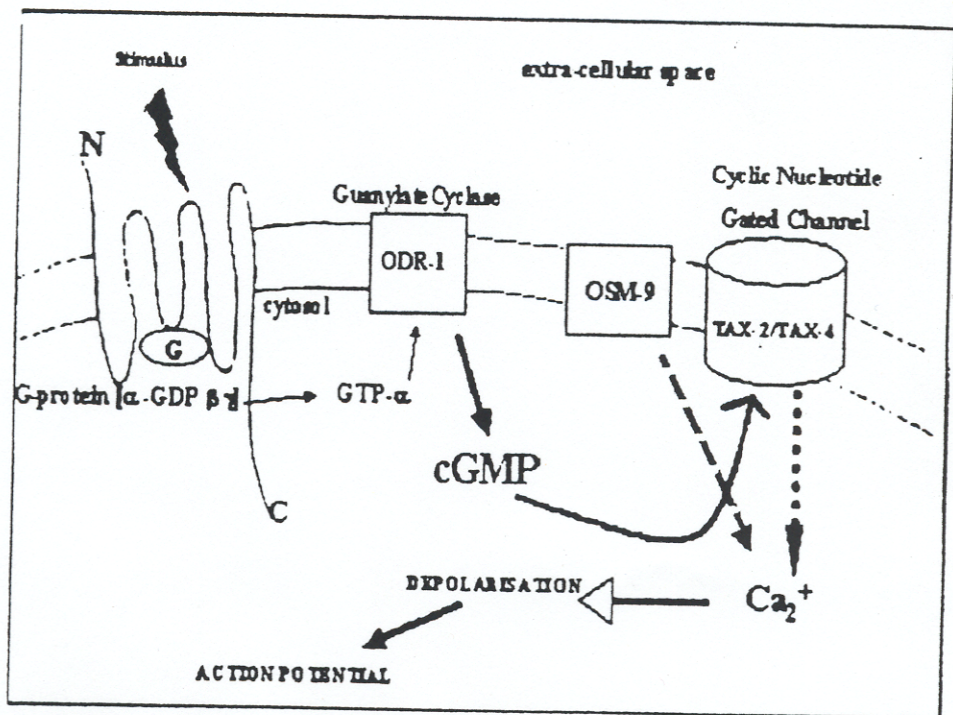 Stimulus
extra-cellular space
N
Cyclic Nucleotide
Gated Channel
Guanylate Cyclase
ODR-1
OSM-9
TAX-2/TAX-4
cytosol
G
G-protein [α-GDP βγ]
GTP-α
cGMP
C
DEPOLARISATION
Ca₂⁺
ACTION POTENTIAL